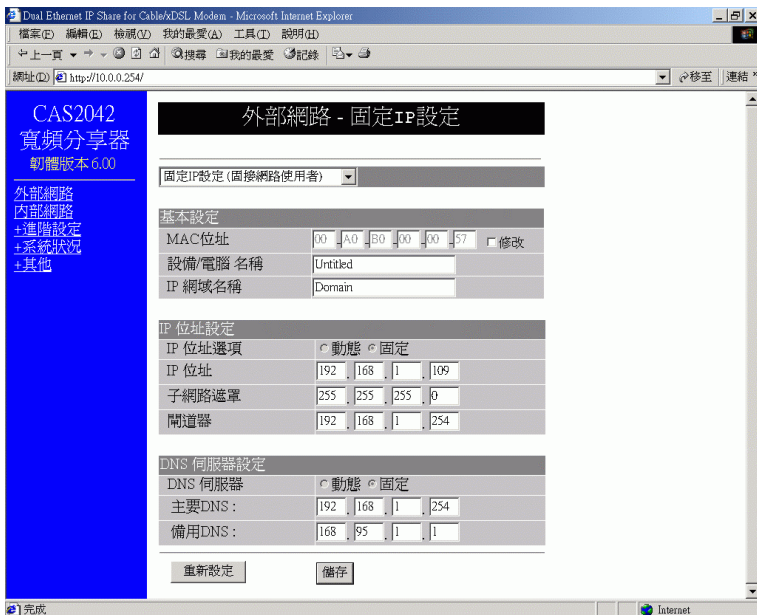 Dual Ethernet IP Share for Cable/xDSL Modem - Microsoft Internet Explorer
檔案(F) 編輯(E) 檢視(V) 我的最愛(A) 工具(T) 說明(H)
上一頁 搜尋 我的最愛 記錄
網址(D) http://10.0.0.254/ 移至 連結 »
CAS2042
寬頻分享器
韌體版本 6.00
外部網路
內部網路
+進階設定
+系統狀況
+其他
外部網路 - 固定IP設定
固定IP設定 (固接網路使用者)
基本設定
MAC位址 00 - A0 - B0 - 00 - 00 - 57 修改
設備/電腦 名稱 Untitled
IP 網域名稱 Domain
IP 位址設定
IP 位址選項 動態 固定
IP 位址 192 . 168 . 1 . 109
子網路遮罩 255 . 255 . 255 . 0
閘道器 192 . 168 . 1 . 254
DNS 伺服器設定
DNS 伺服器 動態 固定
主要DNS : 192 . 168 . 1 . 254
備用DNS : 168 . 95 . 1 . 1
重新設定 儲存
完成 Internet